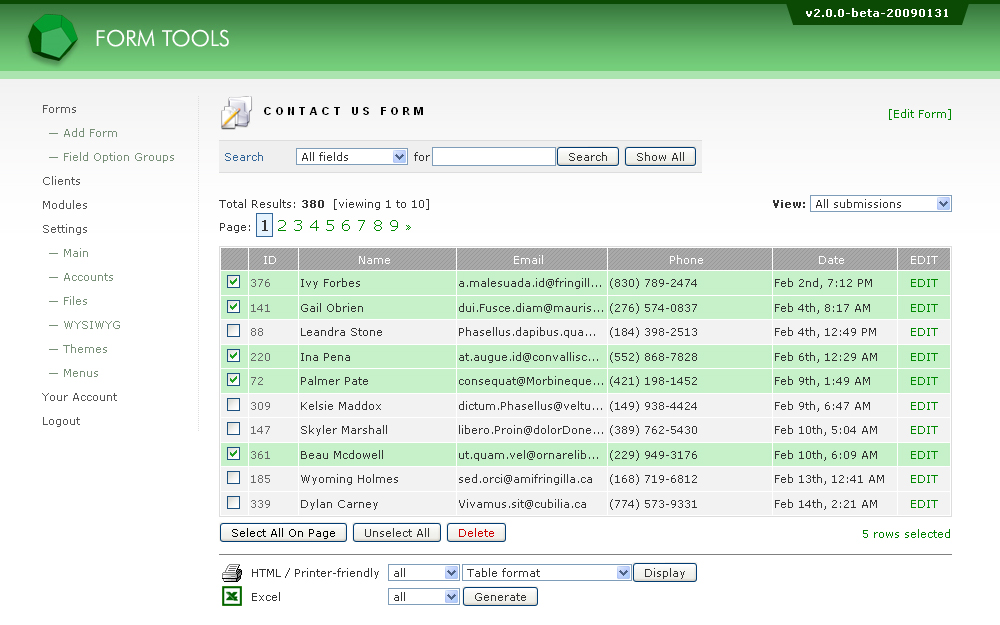 v2.0.0-beta-20090131
FORM TOOLS
Forms
— Add Form
— Field Option Groups
Clients
Modules
Settings
— Main
— Accounts
— Files
— WYSIWYG
— Themes
— Menus
Your Account
Logout
CONTACT US FORM
[Edit Form]
Search All fields for Search Show All
Total Results: 380 [viewing 1 to 10] View: All submissions
Page: 1 2 3 4 5 6 7 8 9 »
ID Name Email Phone Date EDIT
376 Ivy Forbes a.malesuada.id@fringill... (830) 789-2474 Feb 2nd, 7:12 PM EDIT
141 Gail Obrien dui.Fusce.diam@mauris... (276) 574-0837 Feb 4th, 8:17 AM EDIT
88 Leandra Stone Phasellus.dapibus.qua... (184) 398-2513 Feb 4th, 12:49 PM EDIT
220 Ina Pena at.augue.id@convallisc... (552) 868-7828 Feb 6th, 12:29 AM EDIT
72 Palmer Pate consequat@Morbineque... (421) 198-1452 Feb 9th, 1:49 AM EDIT
309 Kelsie Maddox dictum.Phasellus@veltu... (149) 938-4424 Feb 9th, 6:47 AM EDIT
147 Skyler Marshall libero.Proin@dolorDone... (389) 762-5430 Feb 10th, 5:04 AM EDIT
361 Beau Mcdowell ut.quam.vel@ornarelib... (229) 949-3176 Feb 10th, 6:09 AM EDIT
185 Wyoming Holmes sed.orci@amifringilla.ca (168) 719-6812 Feb 13th, 12:41 AM EDIT
339 Dylan Carney Vivamus.sit@cubilia.ca (774) 573-9331 Feb 14th, 2:21 AM EDIT
Select All On Page Unselect All Delete 5 rows selected
HTML / Printer-friendly all Table format Display
Excel all Generate